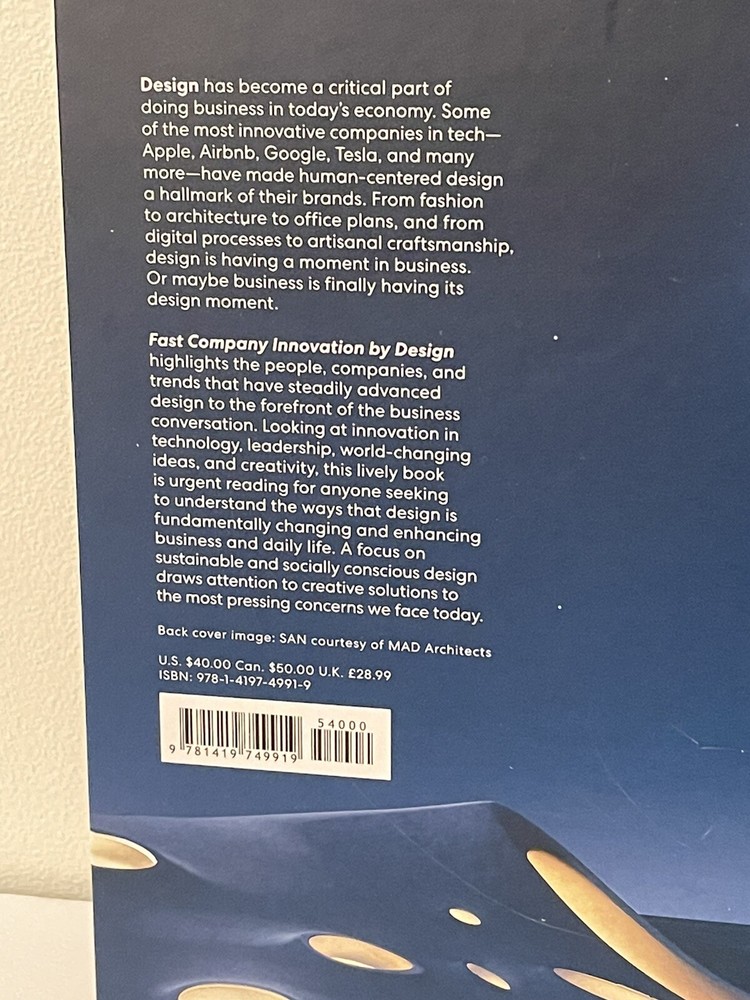 Design has become a critical part of
doing business in today's economy. Some
of the most innovative companies in tech—
Apple, Airbnb, Google, Tesla, and many
more—have made human-centered design
a hallmark of their brands. From fashion
to architecture to office plans, and from
digital processes to artisanal craftsmanship,
design is having a moment in business.
Or maybe business is finally having its
design moment.
Fast Company Innovation by Design
highlights the people, companies, and
trends that have steadily advanced
design to the forefront of the business
conversation. Looking at innovation in
technology, leadership, world-changing
ideas, and creativity, this lively book
is urgent reading for anyone seeking
to understand the ways that design is
fundamentally changing and enhancing
business and daily life. A focus on
sustainable and socially conscious design
draws attention to creative solutions to
the most pressing concerns we face today.
Back cover image: SAN courtesy of MAD Architects
U.S. $40.00 Can. $50.00 U.K. £28.99
ISBN: 978-1-4197-4991-9
54000
9 781419 749919